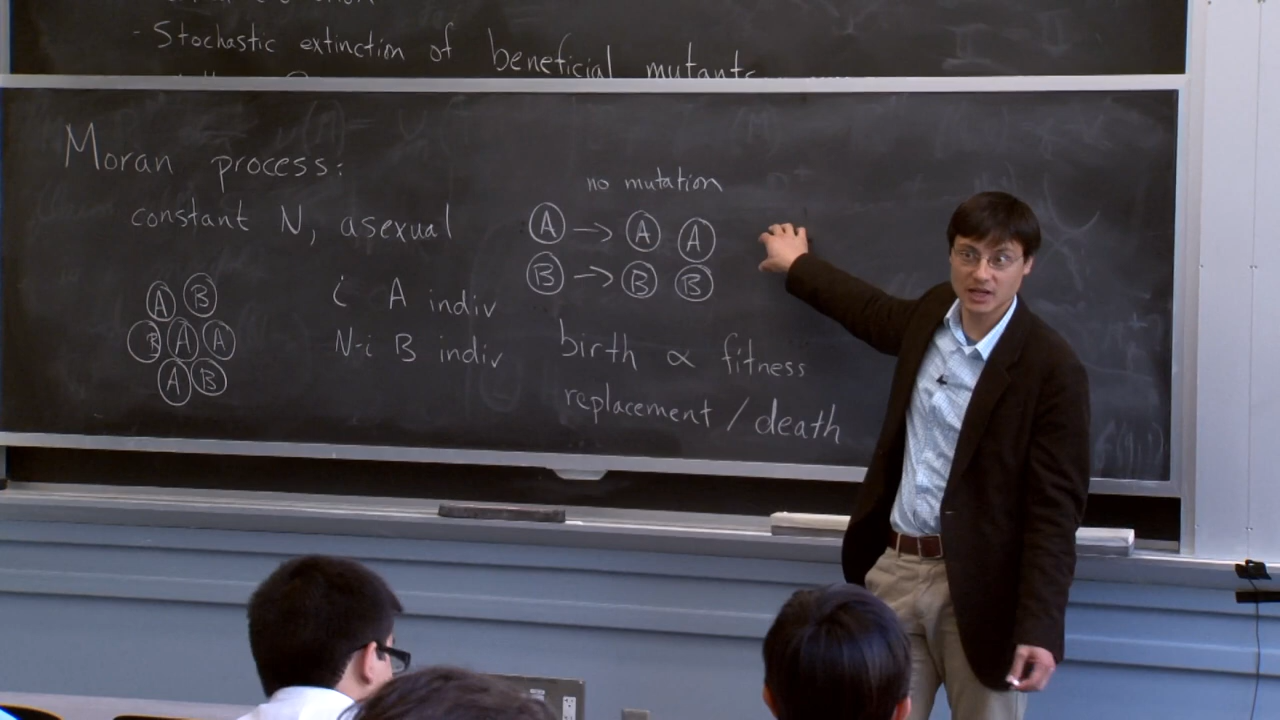 - Stochastic extinction of beneficial mutants
Moran process:
constant N, asexual
no mutation
A → A A
B → B B
A B
B A A
A B
i A indiv
N-i B indiv
birth ∝ fitness
replacement / death